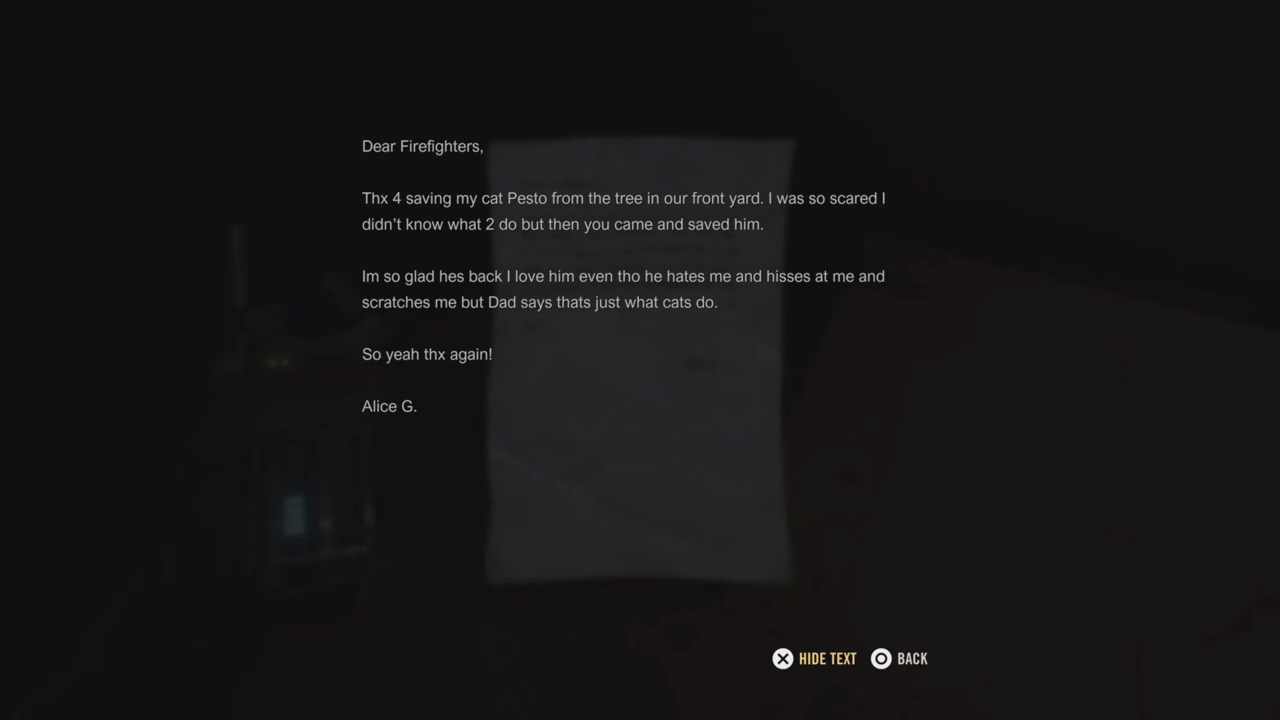 Dear Firefighters,
Thx 4 saving my cat Pesto from the tree in our front yard. I was so scared I
didn't know what 2 do but then you came and saved him.
Im so glad hes back I love him even tho he hates me and hisses at me and
scratches me but Dad says thats just what cats do.
So yeah thx again!
Alice G.
HIDE TEXT BACK